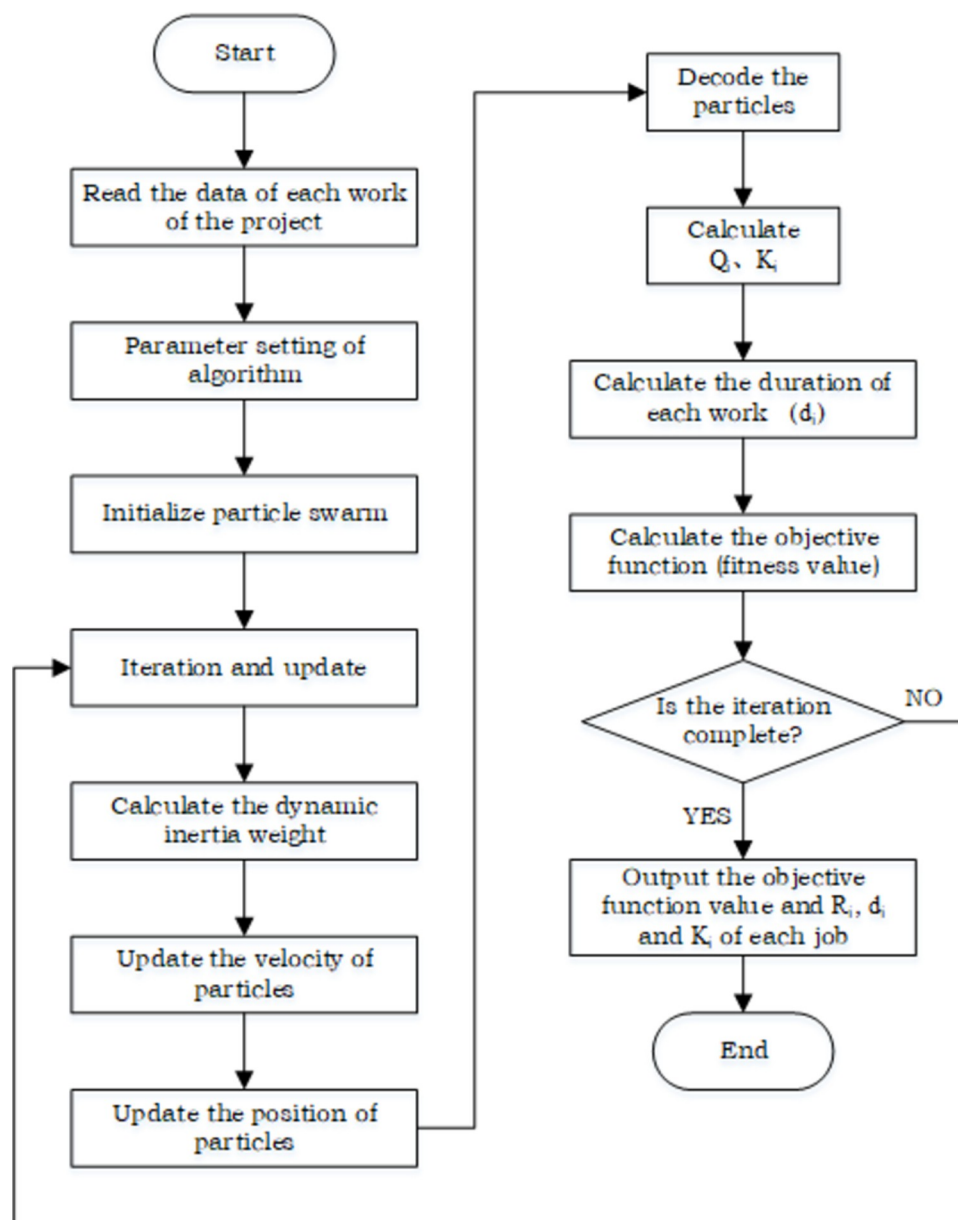 Start
Read the data of each work
of the project
Parameter setting of
algorithm
Initialize particle swarm
Iteration and update
Calculate the dynamic
inertia weight
Update the velocity of
particles
Update the position of
particles
Decode the
particles
Calculate
Qᵢ、Kᵢ
Calculate the duration of
each work (dᵢ)
Calculate the objective
function (fitness value)
Is the iteration
complete?
NO
YES
Output the objective
function value and Rᵢ, dᵢ
and Kᵢ of each job
End